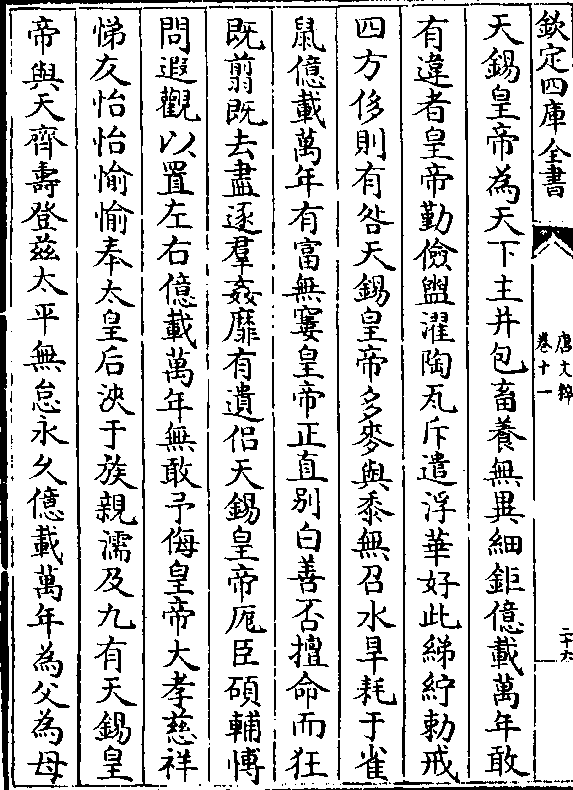 欽定四庫全書
唐文粹
卷十一
二十六
天錫皇帝為天下主井包畜養無異細鉅億載萬年敢
有違者皇帝勤儉盥濯陶瓦斥遣浮華好此綈紵勅戒
四方侈則有咎天錫皇帝多麥與黍無召水旱耗于雀
鼠億載萬年有富無窶皇帝正直别白善否擅命而狂
既翦既去盡逐羣姦靡有遺侣天錫皇帝厖臣碩輔慱
問遐觀以置左右億載萬年無敢予侮皇帝大孝慈祥
悌友怡怡愉愉奉太皇后浹于族親濡及九有天錫皇
帝與天齊壽登兹太平無怠永久億載萬年為父為母